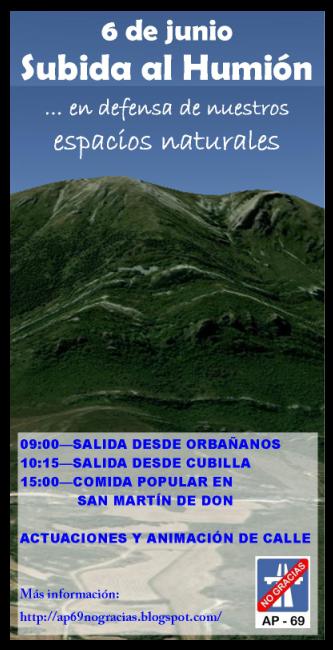 6 de junio
Subida al Humión
... en defensa de nuestros
espacios naturales
09:00—SALIDA DESDE ORBAÑANOS
10:15—SALIDA DESDE CUBILLA
15:00—COMIDA POPULAR EN
SAN MARTÍN DE DON
ACTUACIONES Y ANIMACIÓN DE CALLE
NO GRACIAS
AP - 69
Más información:
http://ap69nogracias.blogspot.com/